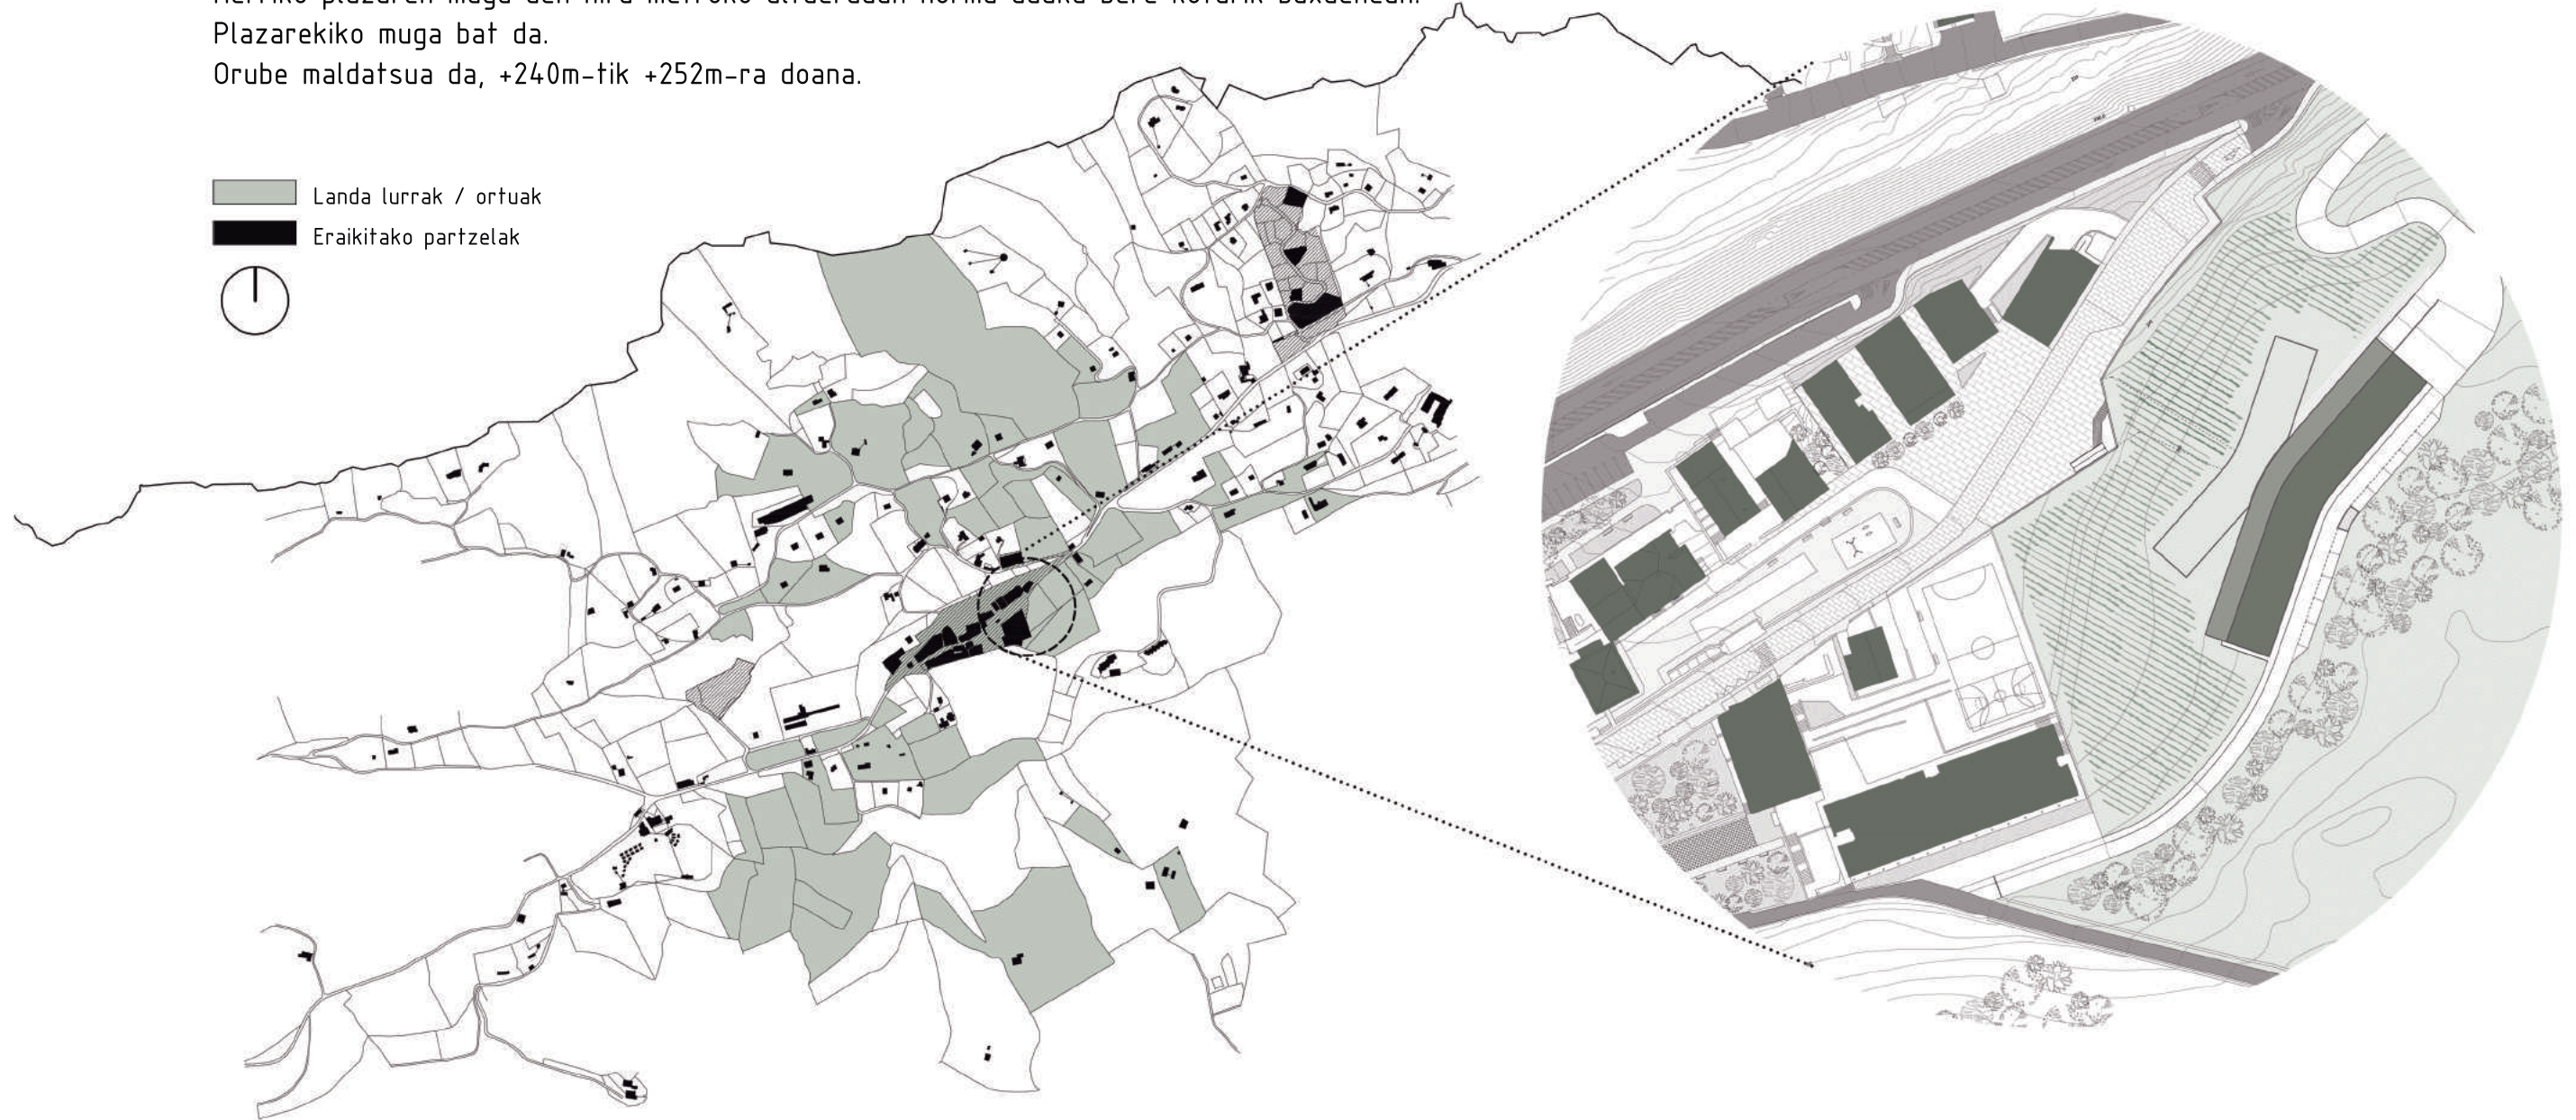 Plazarekiko muga bat da.
Orube maldatsua da, +240m-tik +252m-ra doana.
Landa lurrak / ortuak
Eraikitako partzelak